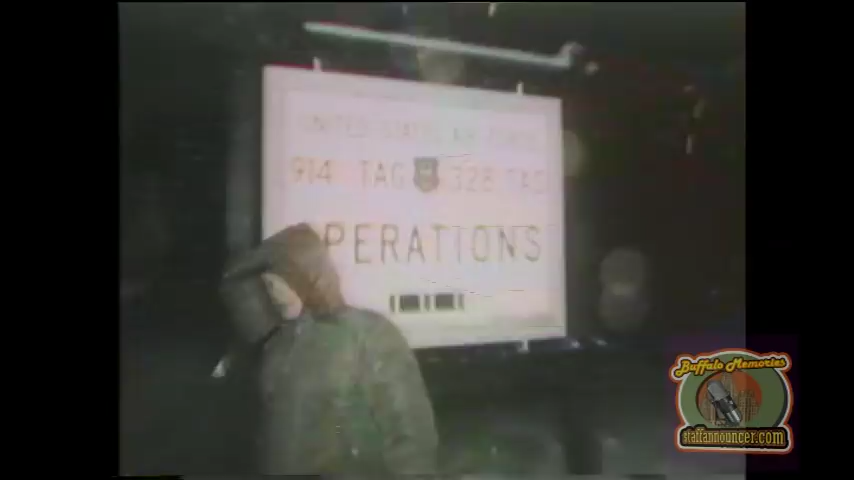 UNITED STATES AIR FORCE
914 TAG 328 TAS
OPERATIONS
Buffalo Memories
staffannouncer.com